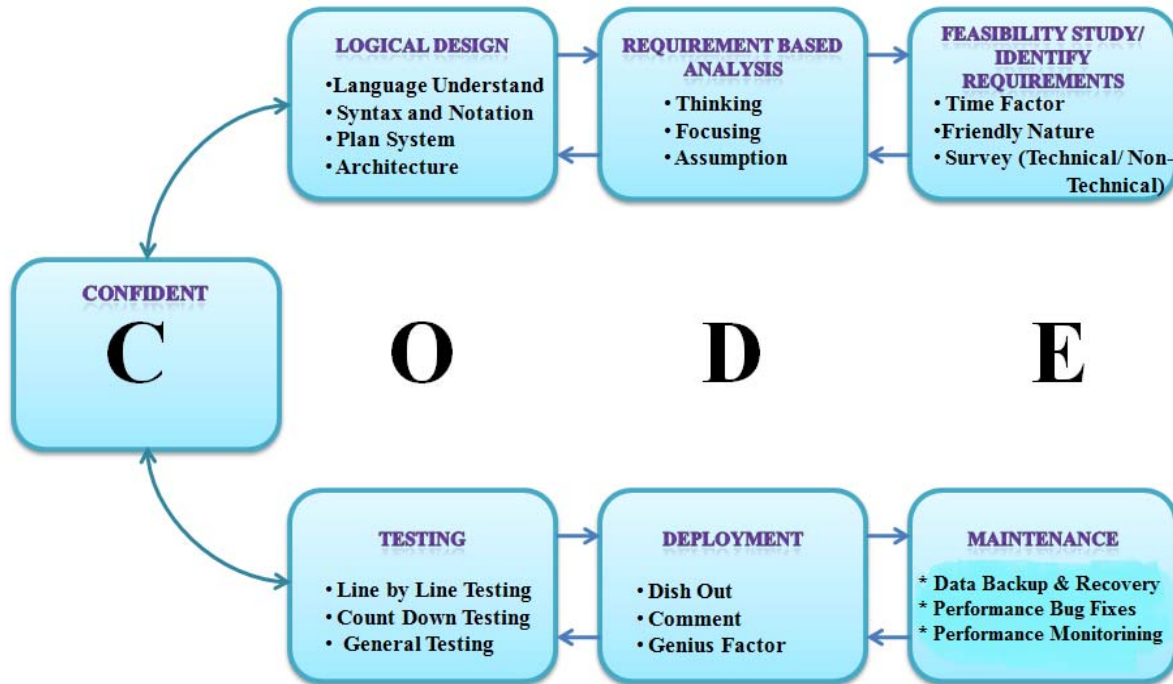 LOGICAL DESIGN
•Language Understand
•Syntax and Notation
• Plan System
• Architecture
REQUIREMENT BASED
ANALYSIS
• Thinking
• Focusing
• Assumption
FEASIBILITY STUDY/
IDENTIFY
REQUIREMENTS
• Time Factor
•Friendly Nature
• Survey (Technical/ Non-
Technical)
CONFIDENT
C O D E
TESTING
• Line by Line Testing
• Count Down Testing
• General Testing
DEPLOYMENT
• Dish Out
• Comment
• Genius Factor
MAINTENANCE
* Data Backup & Recovery
* Performance Bug Fixes
* Performance Monitorining